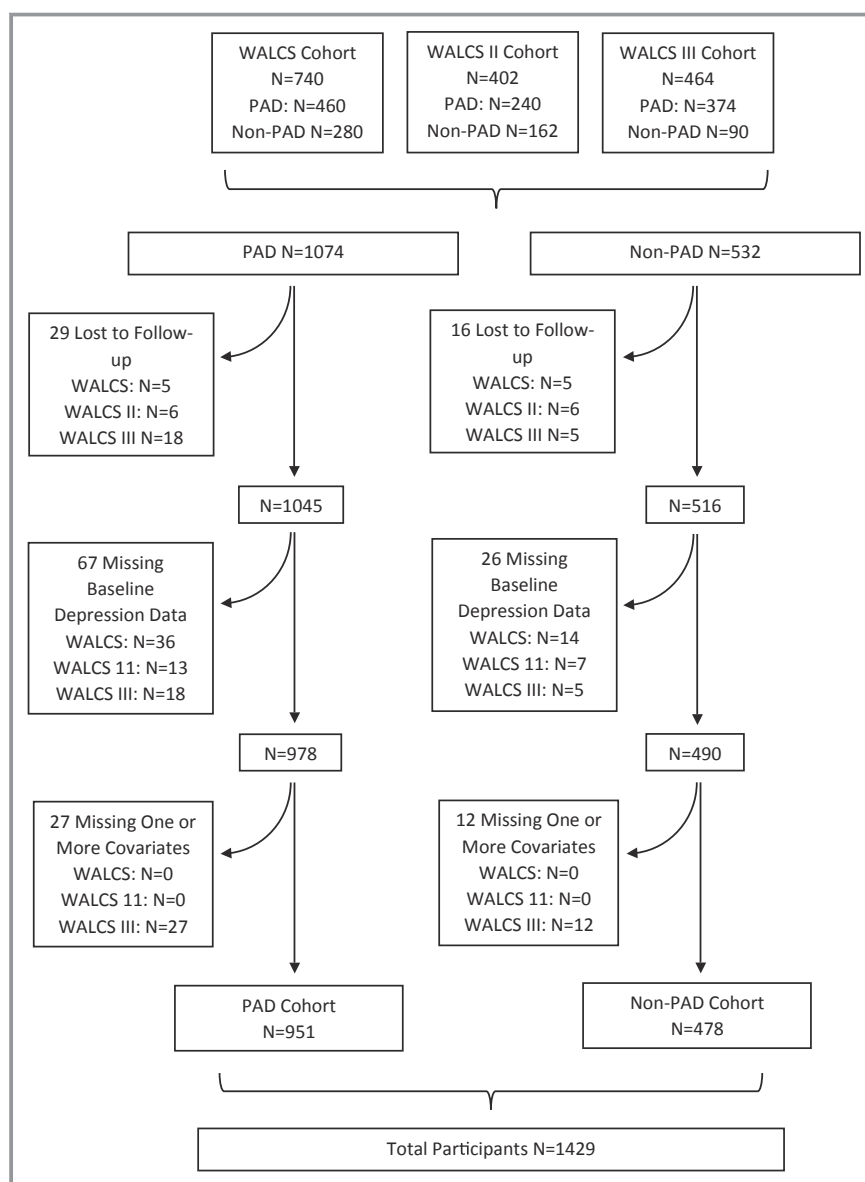 WALCS Cohort
N=740
PAD: N=460
Non-PAD N=280
WALCS II Cohort
N=402
PAD: N=240
Non-PAD N=162
WALCS III Cohort
N=464
PAD: N=374
Non-PAD N=90
PAD N=1074
Non-PAD N=532
29 Lost to Follow-
up
WALCS: N=5
WALCS II: N=6
WALCS III N=18
16 Lost to Follow-
up
WALCS: N=5
WALCS II: N=6
WALCS III N=5
N=1045
N=516
67 Missing
Baseline
Depression Data
WALCS: N=36
WALCS 11: N=13
WALCS III: N=18
26 Missing
Baseline
Depression Data
WALCS: N=14
WALCS 11: N=7
WALCS III: N=5
N=978
N=490
27 Missing One or
More Covariates
WALCS: N=0
WALCS 11: N=0
WALCS III: N=27
12 Missing One or
More Covariates
WALCS: N=0
WALCS 11: N=0
WALCS III: N=12
PAD Cohort
N=951
Non-PAD Cohort
N=478
Total Participants N=1429